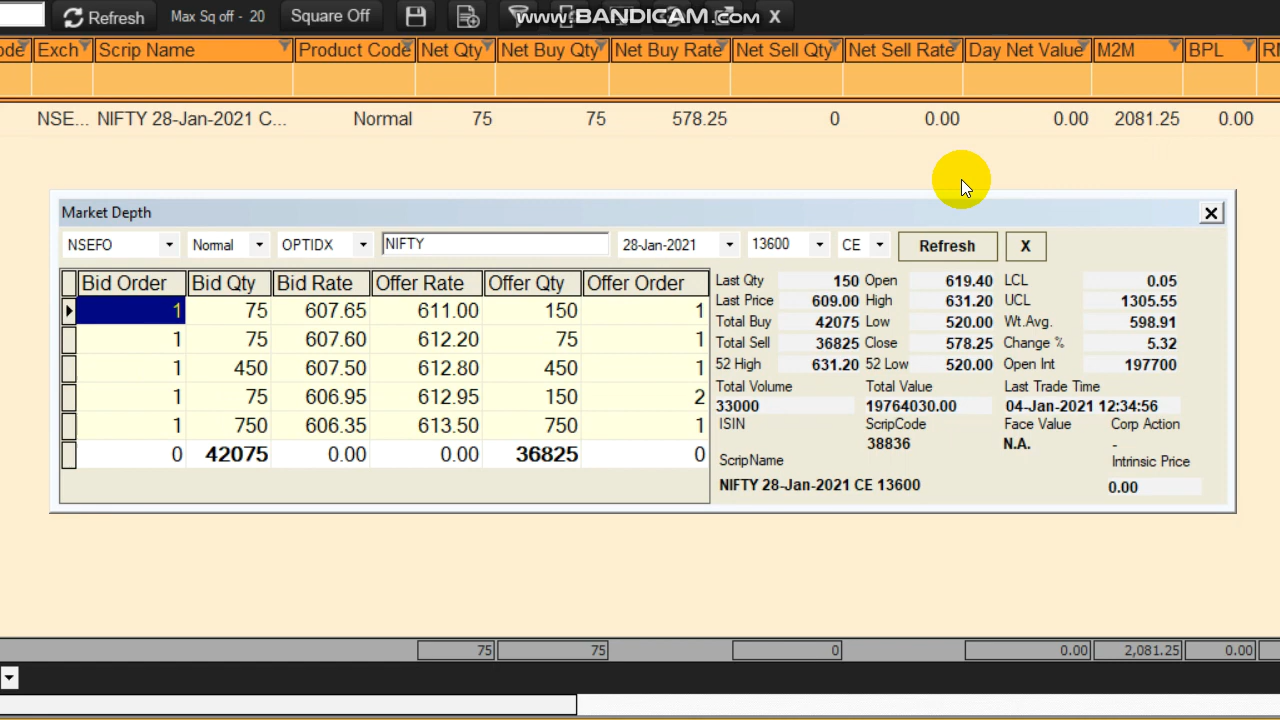 Refresh Max Sq off - 20 Square Off www.BANDICAM.com X
ode Exch Scrip Name Product Code Net Qty Net Buy Qty Net Buy Rate Net Sell Qty Net Sell Rate Day Net Value M2M BPL RM
NSE... NIFTY 28-Jan-2021 C... Normal 75 75 578.25 0 0.00 0.00 2081.25 0.00
Market Depth
NSEFO Normal OPTIDX NIFTY 28-Jan-2021 13600 CE Refresh X
Bid Order Bid Qty Bid Rate Offer Rate Offer Qty Offer Order
1 75 607.65 611.00 150 1
1 75 607.60 612.20 75 1
1 450 607.50 612.80 450 1
1 75 606.95 612.95 150 2
1 750 606.35 613.50 750 1
0 42075 0.00 0.00 36825 0
Last Qty 150 Open 619.40 LCL 0.05
Last Price 609.00 High 631.20 UCL 1305.55
Total Buy 42075 Low 520.00 Wt.Avg. 598.91
Total Sell 36825 Close 578.25 Change % 5.32
52 High 631.20 52 Low 520.00 Open Int 197700
Total Volume Total Value Last Trade Time
33000 19764030.00 04-Jan-2021 12:34:56
ISIN ScripCode Face Value Corp Action
38836 N.A. -
ScripName Intrinsic Price
NIFTY 28-Jan-2021 CE 13600 0.00
75 75 0 0.00 2,081.25 0.00